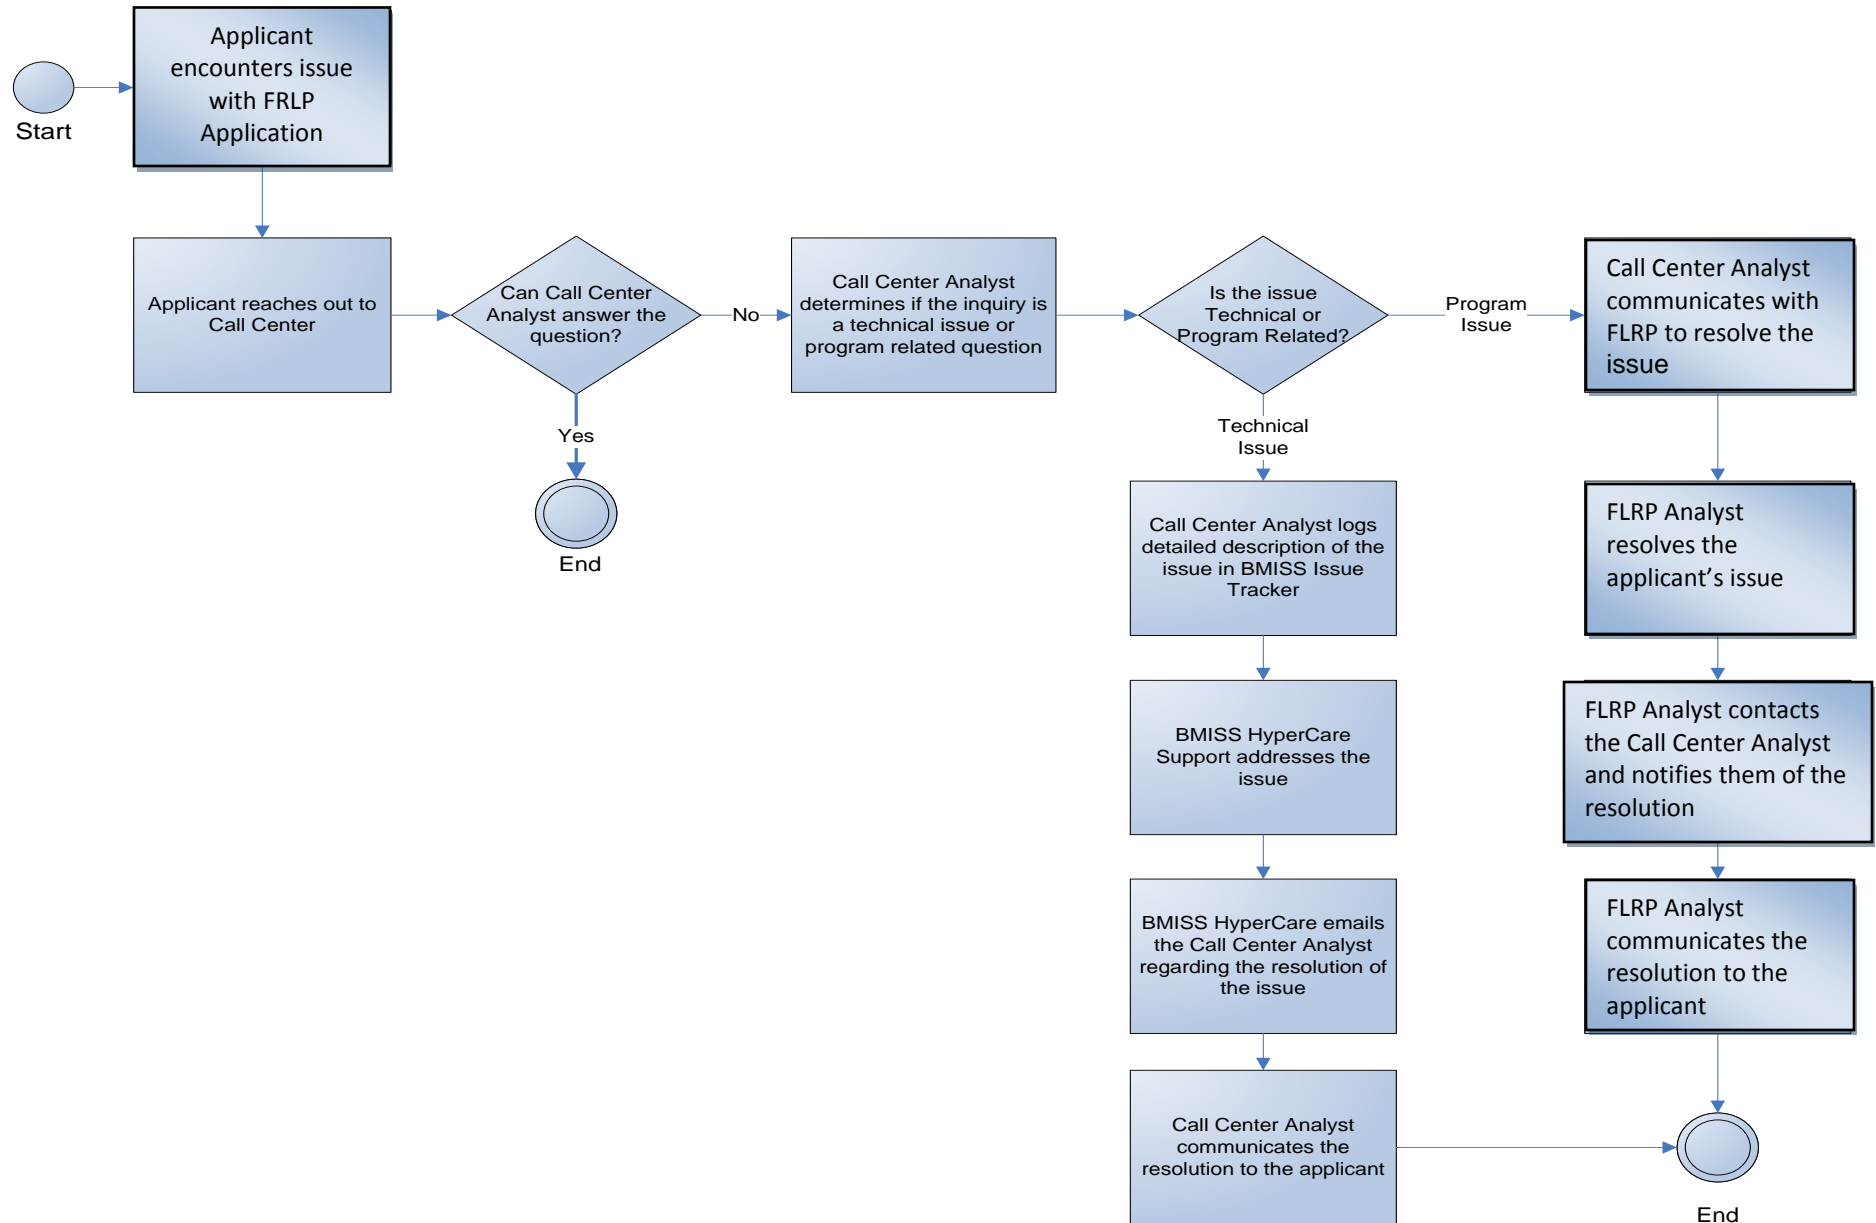 Applicant
encounters issue
with FRLP
Application
Start
Applicant reaches out to
Call Center
Can Call Center
Analyst answer the
question?
No
Call Center Analyst
determines if the inquiry is
a technical issue or
program related question
Is the issue
Technical or
Program Related?
Program
Issue
Call Center Analyst
communicates with
FLRP to resolve the
issue
Yes
End
Technical
Issue
Call Center Analyst logs
detailed description of the
issue in BMISS Issue
Tracker
FLRP Analyst
resolves the
applicant’s issue
BMISS HyperCare
Support addresses the
issue
FLRP Analyst contacts
the Call Center Analyst
and notifies them of the
resolution
BMISS HyperCare emails
the Call Center Analyst
regarding the resolution of
the issue
FLRP Analyst
communicates the
resolution to the
applicant
Call Center Analyst
communicates the
resolution to the applicant
End